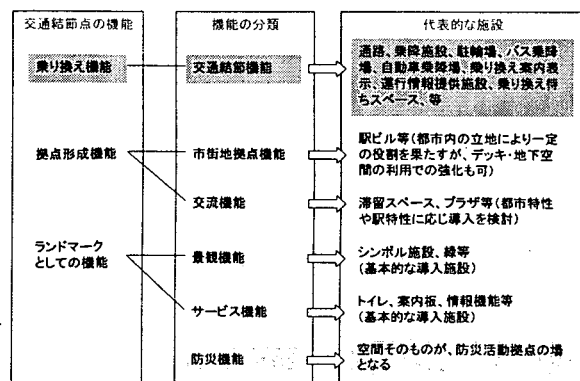 交通結節点の機能
機能の分類
代表的な施設
乗り換え機能
交通結節機能
通路、乗降施設、駐輪場、バス乗降
場、自動車乗降場、乗り換え案内表
示、運行情報提供施設、乗り換え待
ちスペース、等
拠点形成機能
市街地拠点機能
駅ビル等(都市内の立地により一定
の役割を果たすが、デッキ・地下空
間の利用での強化も可)
交流機能
滞留スペース、プラザ等(都市特性
や駅特性に応じ導入を検討)
ランドマーク
としての機能
景観機能
シンボル施設、緑等
(基本的な導入施設)
サービス機能
トイレ、案内板、情報機能等
(基本的な導入施設)
防災機能
空間そのものが、防災活動拠点の場
となる